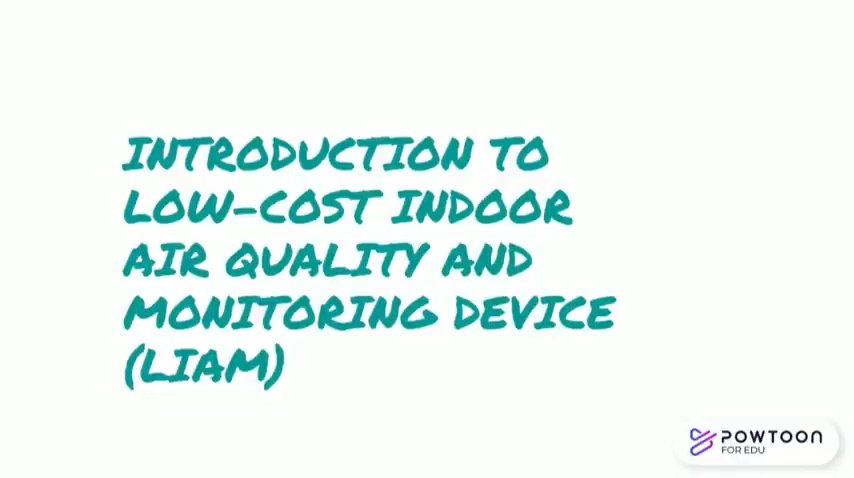 INTRODUCTION TO
LOW-COST INDOOR
AIR QUALITY AND
MONITORING DEVICE
(LIAM)
POWTOON
FOR EDU